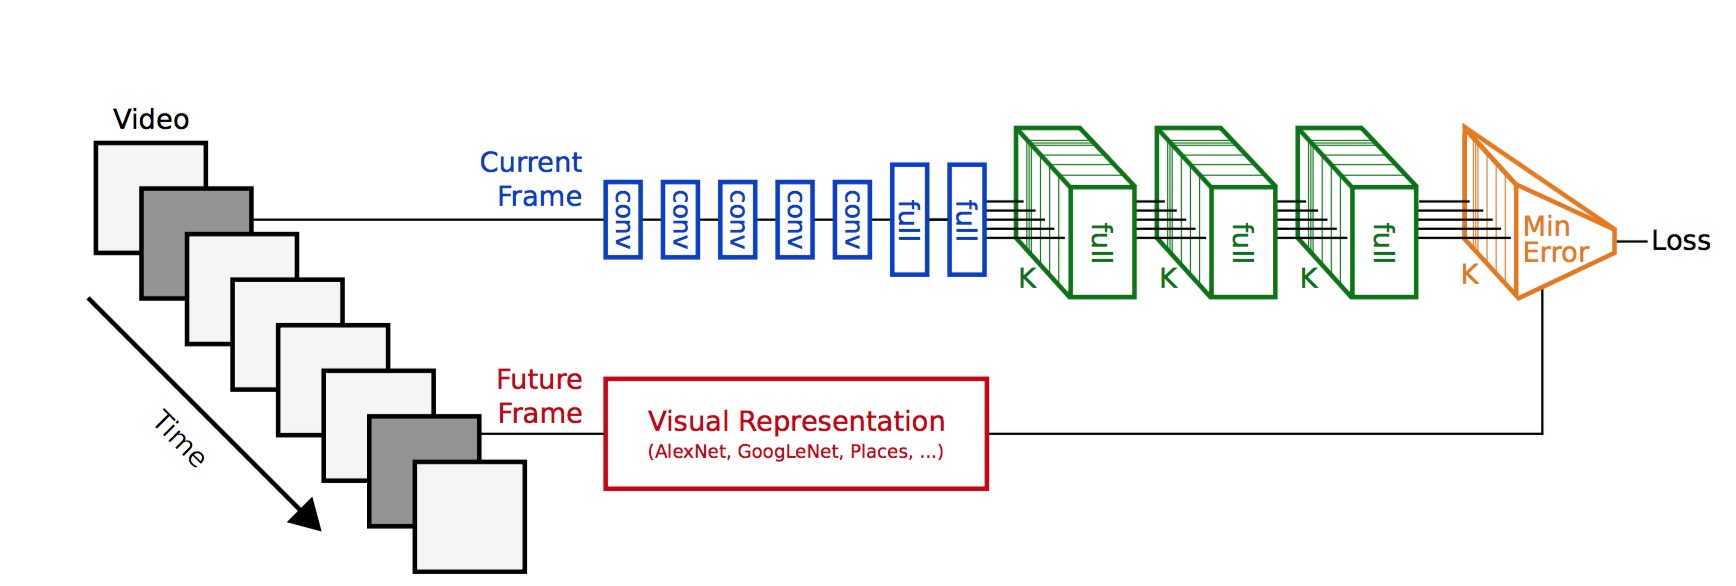 Video
Time
Current
Frame
conv
conv
conv
conv
conv
full
full
K
full
K
full
K
full
K
Min
Error
Loss
Future
Frame
Visual Representation
(AlexNet, GoogLeNet, Places, ...)